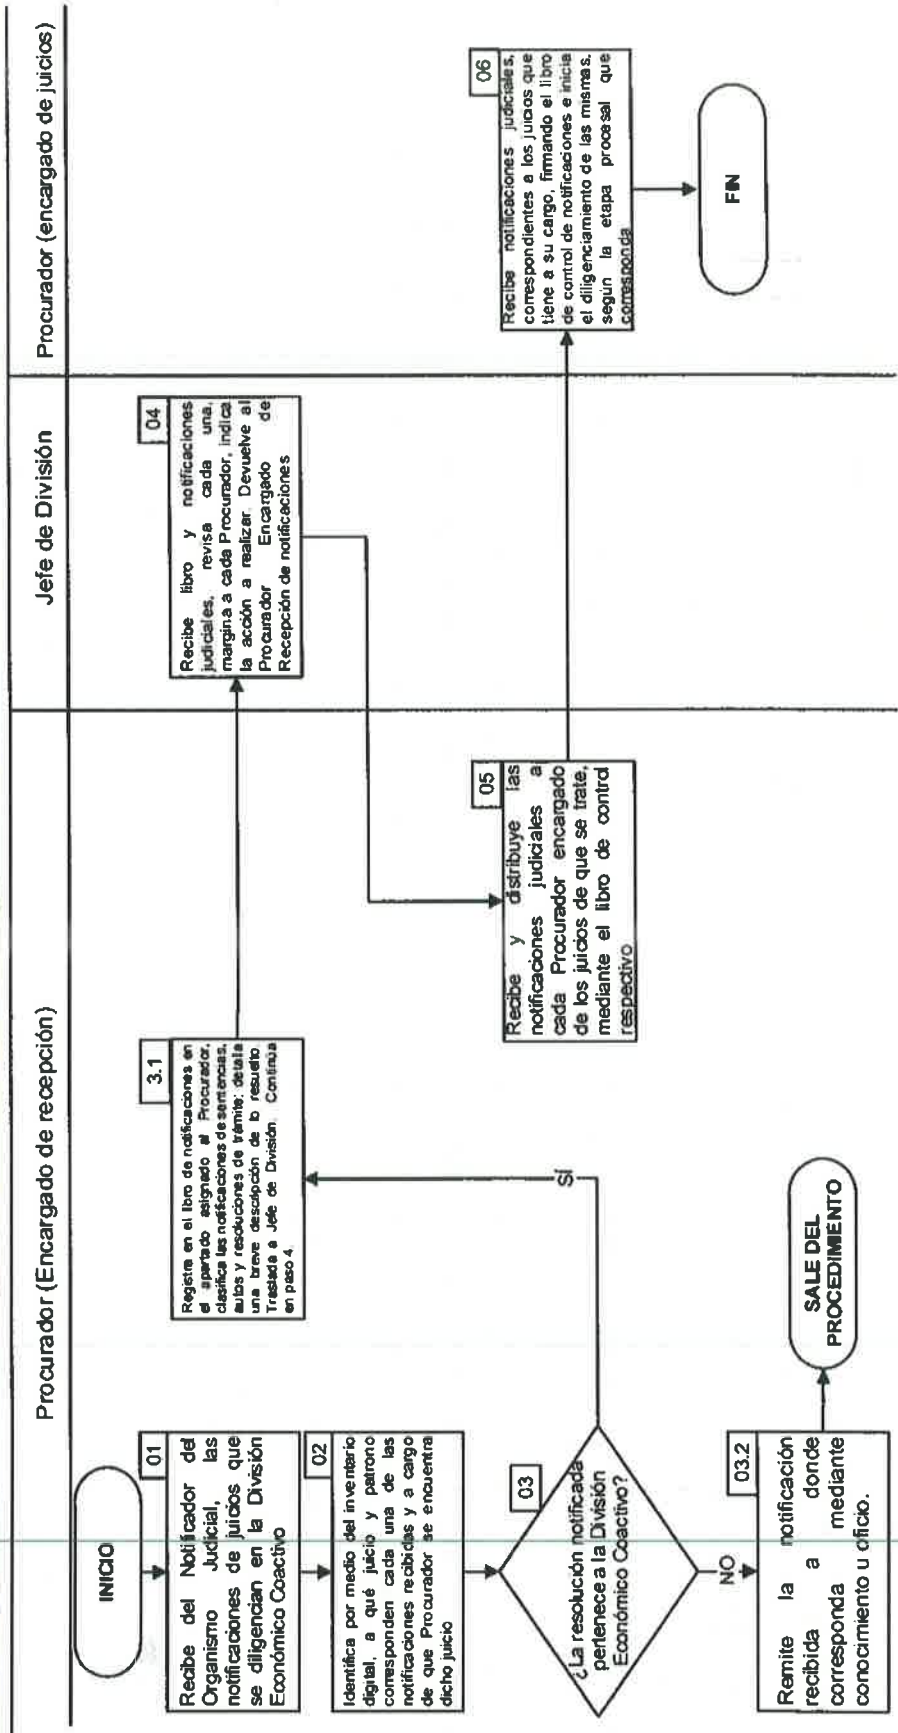 Procurador (Encargado de recepción)
Jefe de División
Procurador (encargado de juicios)
INICIO
01
Recibe del Notificador del
Organismo Judicial, las
notificaciones de juicios que
se diligencian en la División
Económico Coactivo
02
Identifica por medio del inventario
digital, a qué juicio y patrono
corresponden cada una de las
notificaciones recibidas y a cargo
de que Procurador se encuentra
dicho juicio
03
¿La resolución notificada
pertenece a la División
Económico Coactivo?
SÍ
NO
3.1
Registra en el libro de notificaciones en
el apartado asignado al Procurador,
clasifica las notificaciones de sentencias,
autos y resoluciones de trámite; detalla
una breve descripción de lo resuelto.
Traslada a Jefe de División. Continúa
en paso 4.
03.2
Remite la notificación
recibida a donde
corresponda mediante
conocimiento u oficio.
SALE DEL
PROCEDIMIENTO
04
Recibe libro y notificaciones
judiciales, revisa cada una,
margina a cada Procurador, indica
la acción a realizar. Devuelve al
Procurador Encargado de
Recepción de notificaciones
05
Recibe y distribuye las
notificaciones judiciales a
cada Procurador encargado
de los juicios de que se trate,
mediante el libro de control
respectivo
06
Recibe notificaciones judiciales,
correspondientes a los juicios que
tiene a su cargo, firmando el libro
de control de notificaciones e inicia
el diligenciamiento de las mismas,
según la etapa procesal que
corresponda
FIN